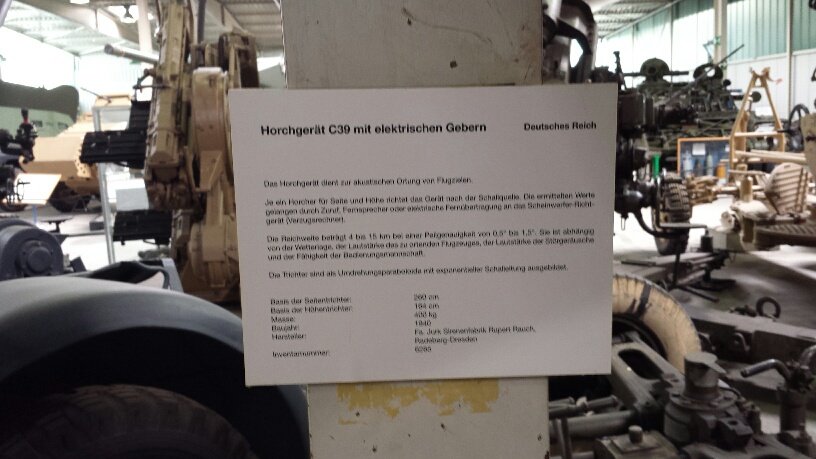 Horchgerät C39 mit elektrischen Gebern Deutsches Reich
Das Horchgerät dient zur akustischen Ortung von Flugzielen.
Je ein Horcher für Seite und Höhe richtet das Gerät nach der Schallquelle. Die ermittelten Werte
gelangen durch Zuruf, Fernsprecher oder elektrische Fernübertragung an das Scheinwerfer-Richt-
gerät (Verzugsrechner).
Die Reichweite beträgt 4 bis 15 km bei einer Peilgenauigkeit von 0,5° bis 1,5°. Sie ist abhängig
von der Wetterlage, der Lautstärke des zu ortenden Flugzeuges, der Lautstärke der Störgeräusche
und der Fähigkeit der Bedienungsmannschaft.
Die Trichter sind als Umdrehungsparaboloide mit exponentieller Schalleitung ausgebildet.
Basis der Seitentrichter: 260 cm
Basis der Höhentrichter: 194 cm
Masse: 400 kg
Baujahr: 1940
Hersteller: Fa. Jurk Sirenenfabrik Rupert Rauch,
Radeberg-Dresden
Inventarnummer: 6295